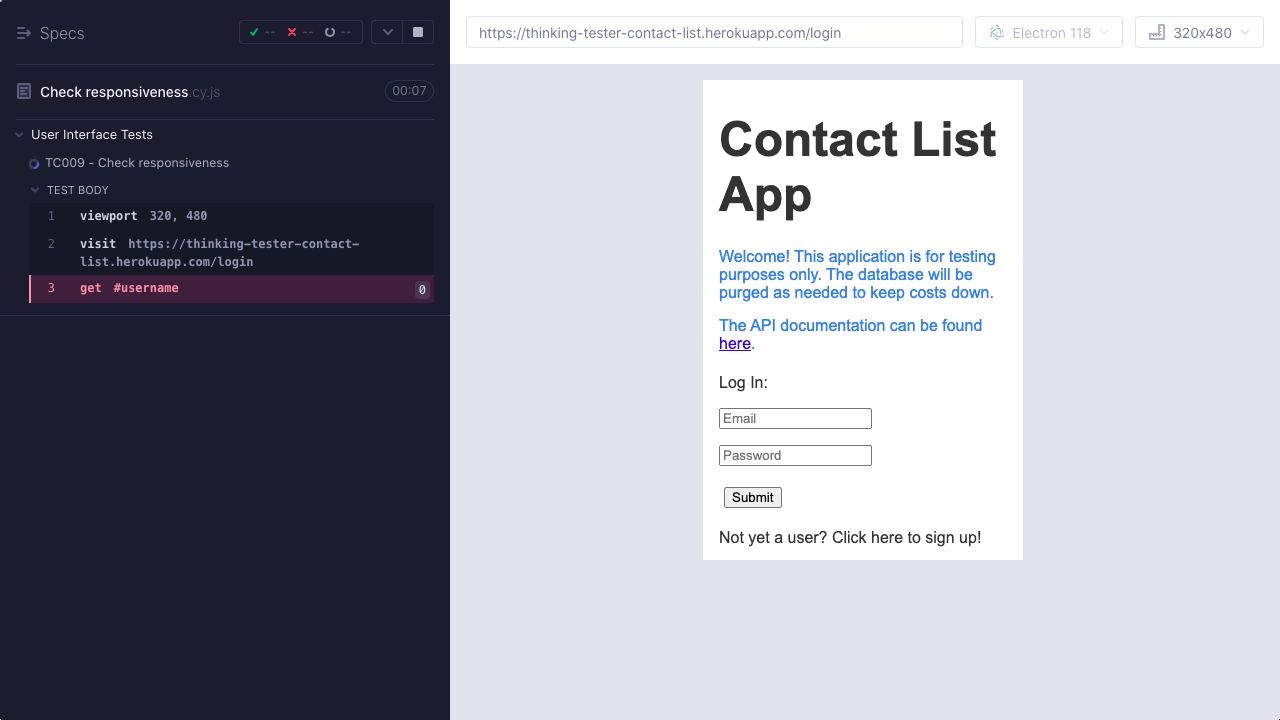 Specs
--
--
--
Check responsiveness.cy.js
00:07
User Interface Tests
TC009 - Check responsiveness
TEST BODY
1 viewport 320, 480
2 visit https://thinking-tester-contact-
list.herokuapp.com/login
3 get #username 0
https://thinking-tester-contact-list.herokuapp.com/login
Electron 118
320x480
Contact List
App
Welcome! This application is for testing
purposes only. The database will be
purged as needed to keep costs down.
The API documentation can be found
here.
Log In:
Email
Password
Submit
Not yet a user? Click here to sign up!